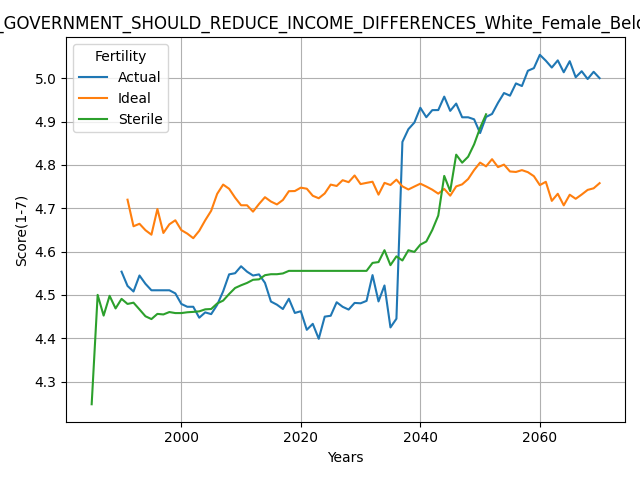 _GOVERNMENT_SHOULD_REDUCE_INCOME_DIFFERENCES_White_Female_Belo
Fertility
Actual
Ideal
Sterile
Score(1-7)
5.0
4.9
4.8
4.7
4.6
4.5
4.4
4.3
2000
2020
2040
2060
Years